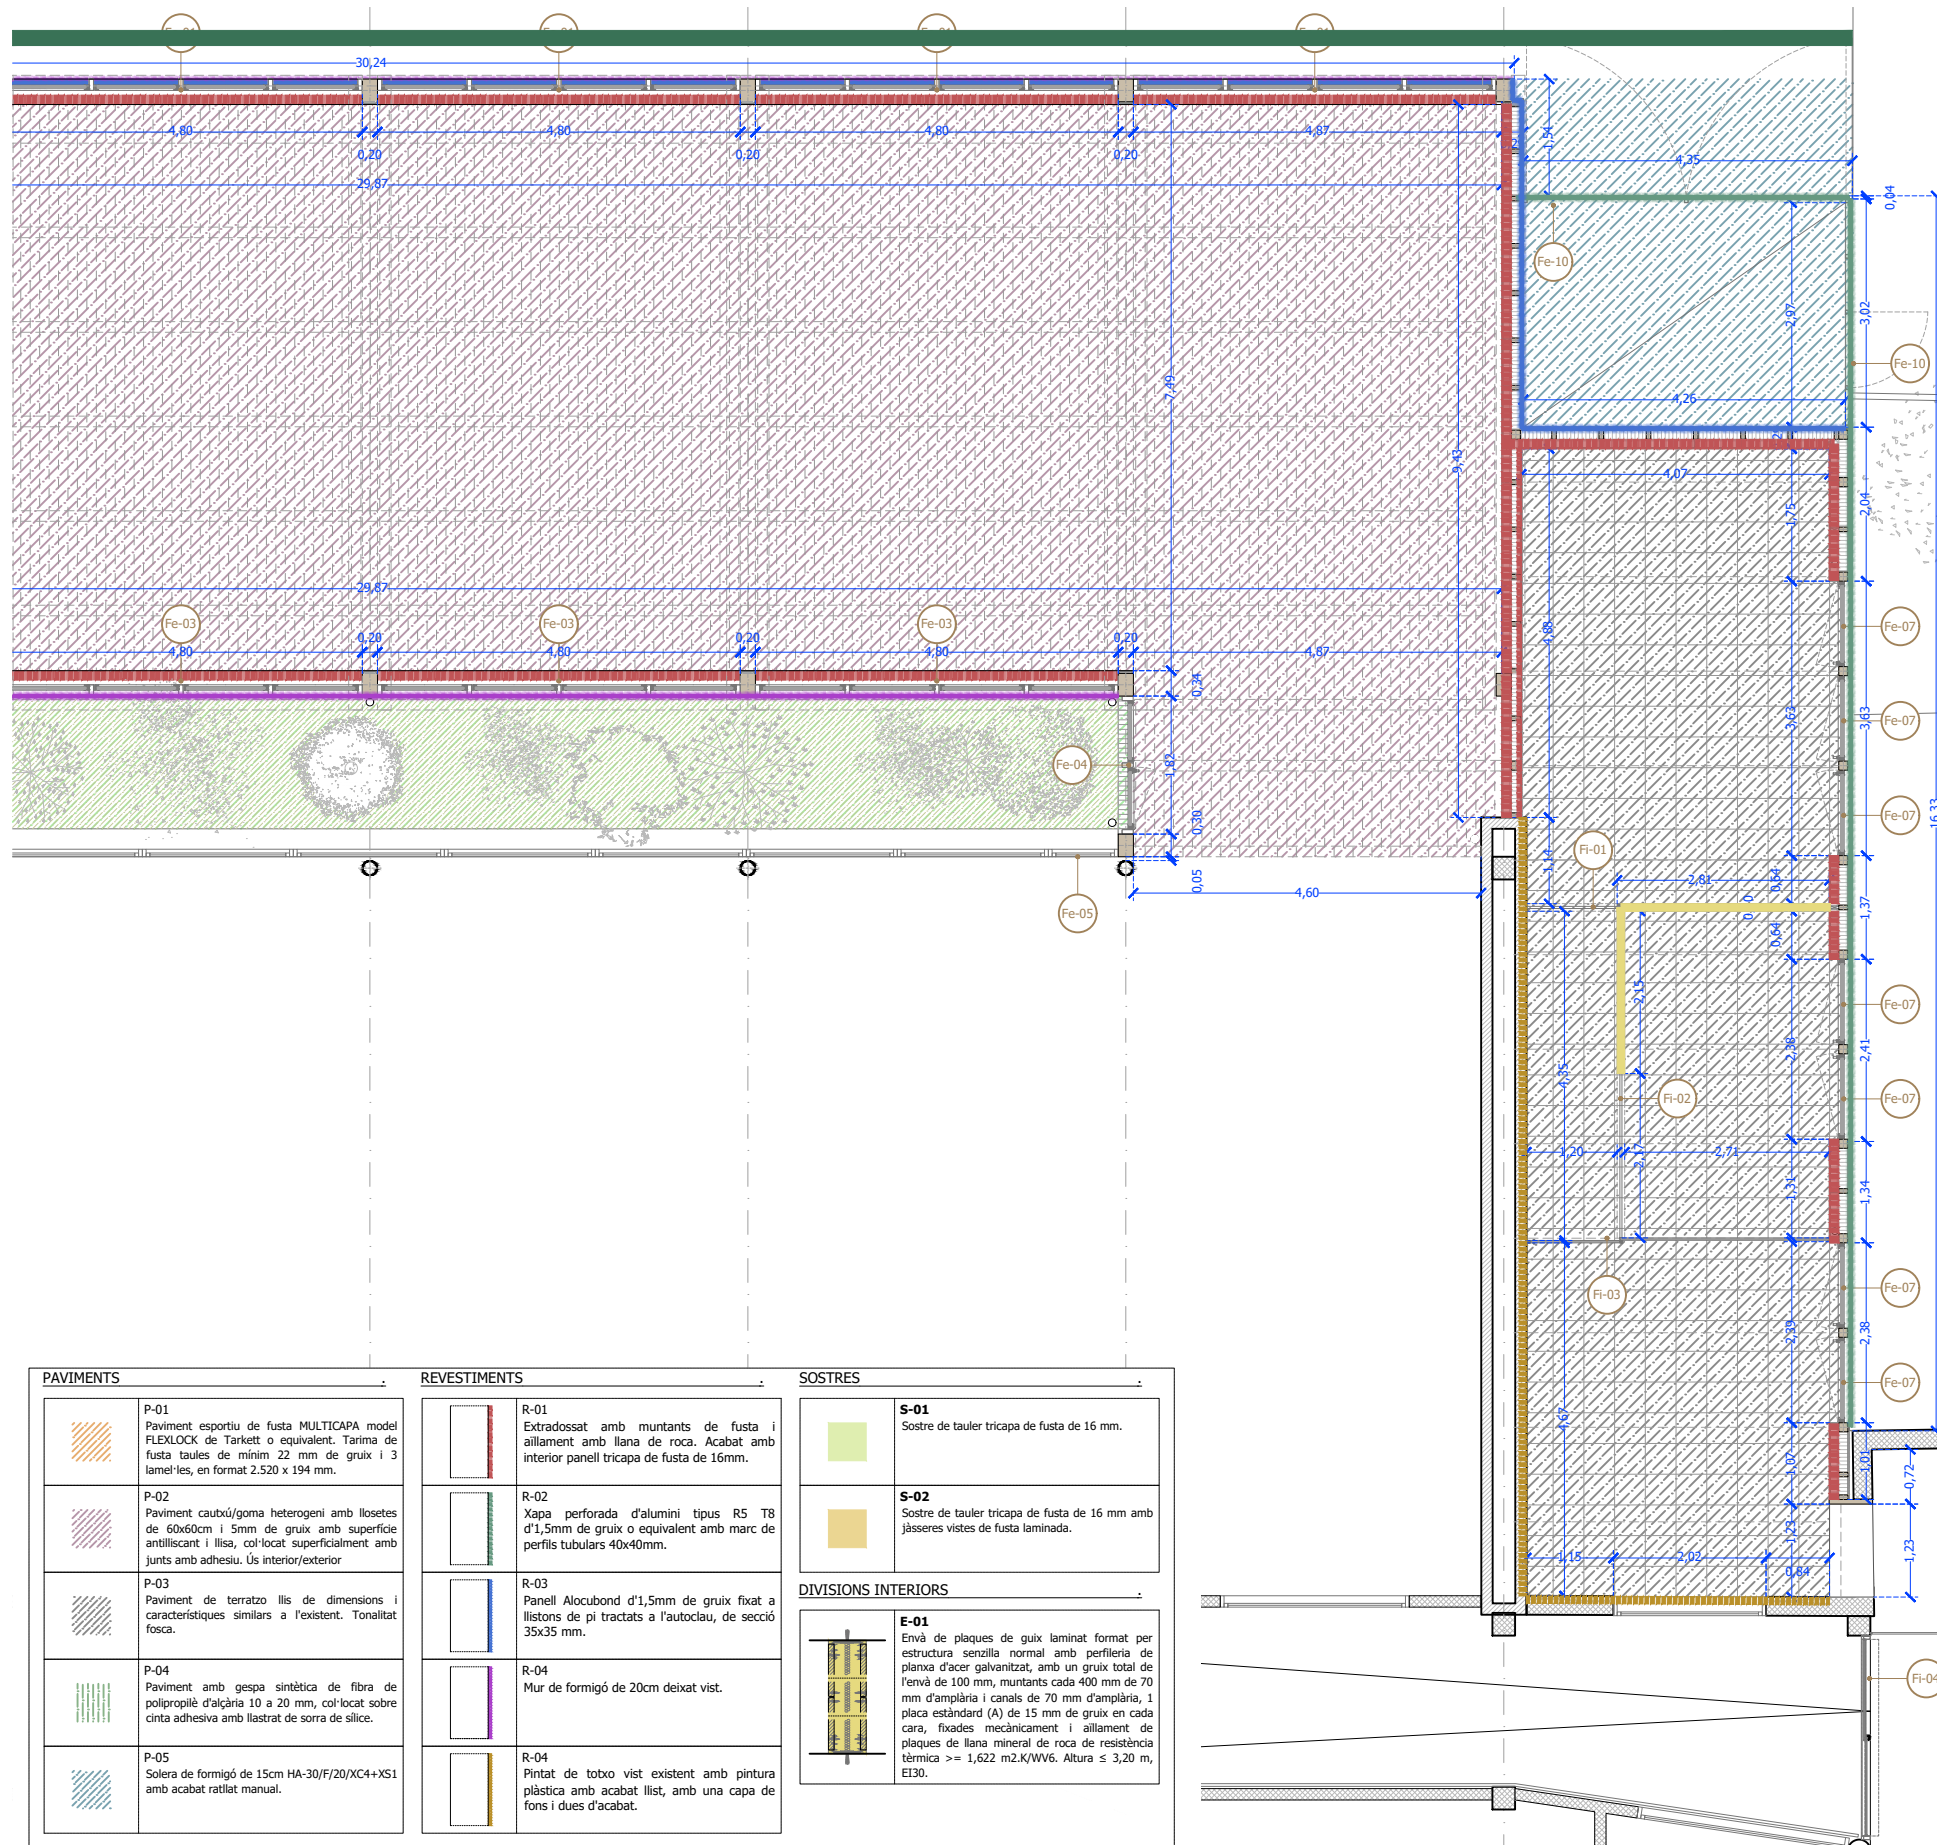 Fe-01
Fe-01
Fe-01
Fe-01
30,24
4,80
4,80
4,80
4,87
0,20
0,20
0,20
29,87
1,54
4,35
0,04
Fe-10
2,97
3,02
Fe-10
7,49
9,43
4,26
4,07
1,75
2,04
29,87
Fe-03
Fe-03
Fe-03
0,20
0,20
0,20
4,80
4,80
4,80
4,87
4,88
Fe-07
0,34
3,63
3,63
Fe-07
Fe-04
1,82
Fe-07
0,30
16,33
Fi-01
1,14
0,05
4,60
2,81
0,64
1,37
Fe-05
0,64
2,15
Fe-07
4,35
2,38
2,41
Fi-02
Fe-07
1,20
2,17
2,71
1,31
1,34
Fi-03
Fe-07
2,39
2,38
Fe-07
4,67
1,07
1,01
0,72
1,23
1,23
1,15
2,02
0,84
Fi-04
PAVIMENTS
P-01
Paviment esportiu de fusta MULTICAPA model
FLEXLOCK de Tarkett o equivalent. Tarima de
fusta taules de mínim 22 mm de gruix i 3
lamel·les, en format 2.520 x 194 mm.
P-02
Paviment cautxú/goma heterogeni amb llosetes
de 60x60cm i 5mm de gruix amb superfície
antilliscant i llisa, col·locat superficialment amb
junts amb adhesiu. Ús interior/exterior
P-03
Paviment de terratzo llis de dimensions i
característiques similars a l'existent. Tonalitat
fosca.
P-04
Paviment amb gespa sintètica de fibra de
polipropilè d'alçària 10 a 20 mm, col·locat sobre
cinta adhesiva amb llastrat de sorra de sílice.
P-05
Solera de formigó de 15cm HA-30/F/20/XC4+XS1
amb acabat ratllat manual.
REVESTIMENTS
R-01
Extradossat amb muntants de fusta i
aïllament amb llana de roca. Acabat amb
interior panell tricapa de fusta de 16mm.
R-02
Xapa perforada d'alumini tipus R5 T8
d'1,5mm de gruix o equivalent amb marc de
perfils tubulars 40x40mm.
R-03
Panell Alocubond d'1,5mm de gruix fixat a
llistons de pi tractats a l'autoclau, de secció
35x35 mm.
R-04
Mur de formigó de 20cm deixat vist.
R-04
Pintat de totxo vist existent amb pintura
plàstica amb acabat llist, amb una capa de
fons i dues d'acabat.
SOSTRES
S-01
Sostre de tauler tricapa de fusta de 16 mm.
S-02
Sostre de tauler tricapa de fusta de 16 mm amb
jàsseres vistes de fusta laminada.
DIVISIONS INTERIORS
E-01
Envà de plaques de guix laminat format per
estructura senzilla normal amb perfileria de
planxa d'acer galvanitzat, amb un gruix total de
l'envà de 100 mm, muntants cada 400 mm de 70
mm d'amplària i canals de 70 mm d'amplària, 1
placa estàndard (A) de 15 mm de gruix en cada
cara, fixades mecànicament i aïllament de
plaques de llana mineral de roca de resistència
tèrmica >= 1,622 m2.K/WV6. Altura ≤ 3,20 m,
EI30.